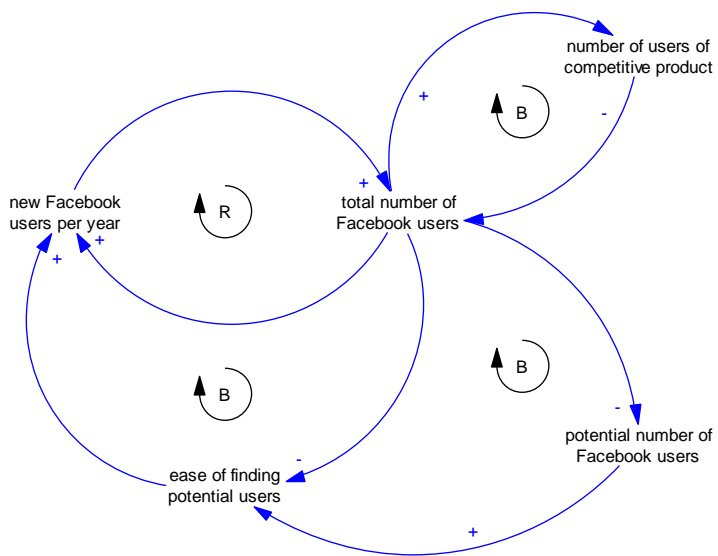 number of users of
competitive product
+
B
-
new Facebook
users per year
R
+
total number of
Facebook users
+
+
B
B
-
-
potential number of
Facebook users
ease of finding
potential users
+